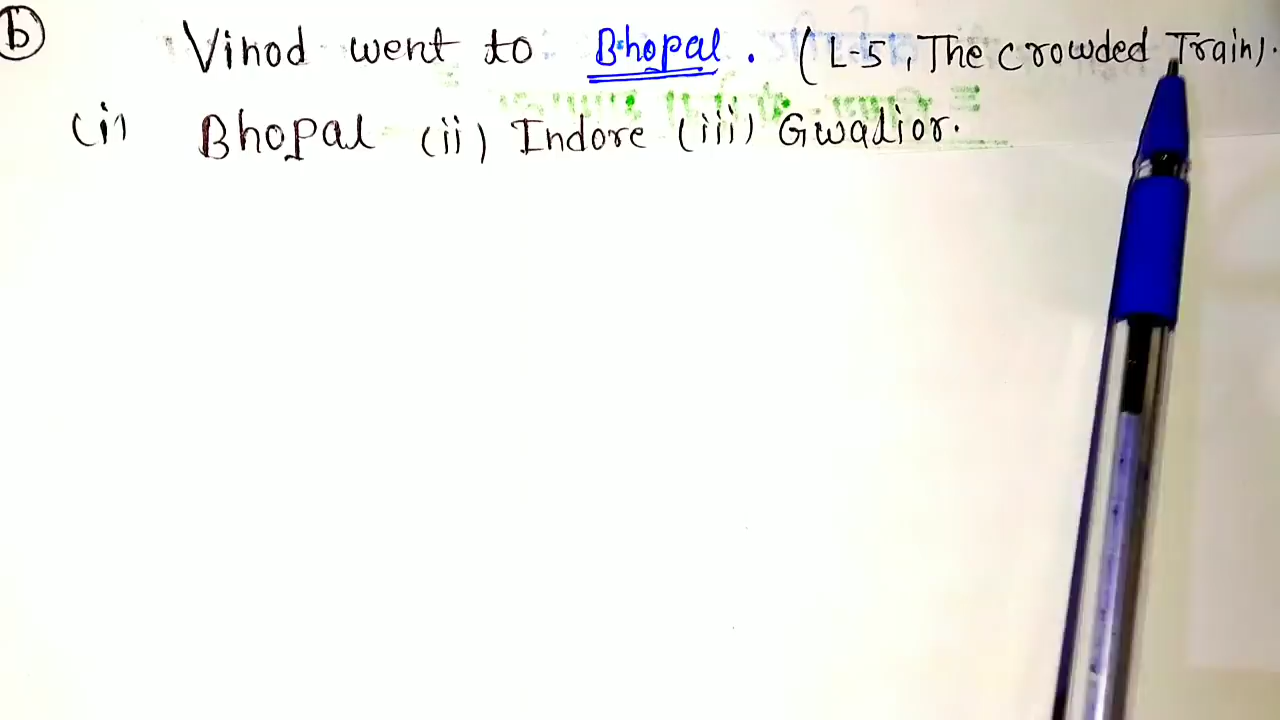 b Vinod went to Bhopal. (L-5, The crowded Train).
(i) Bhopal (ii) Indore (iii) Gwalior.